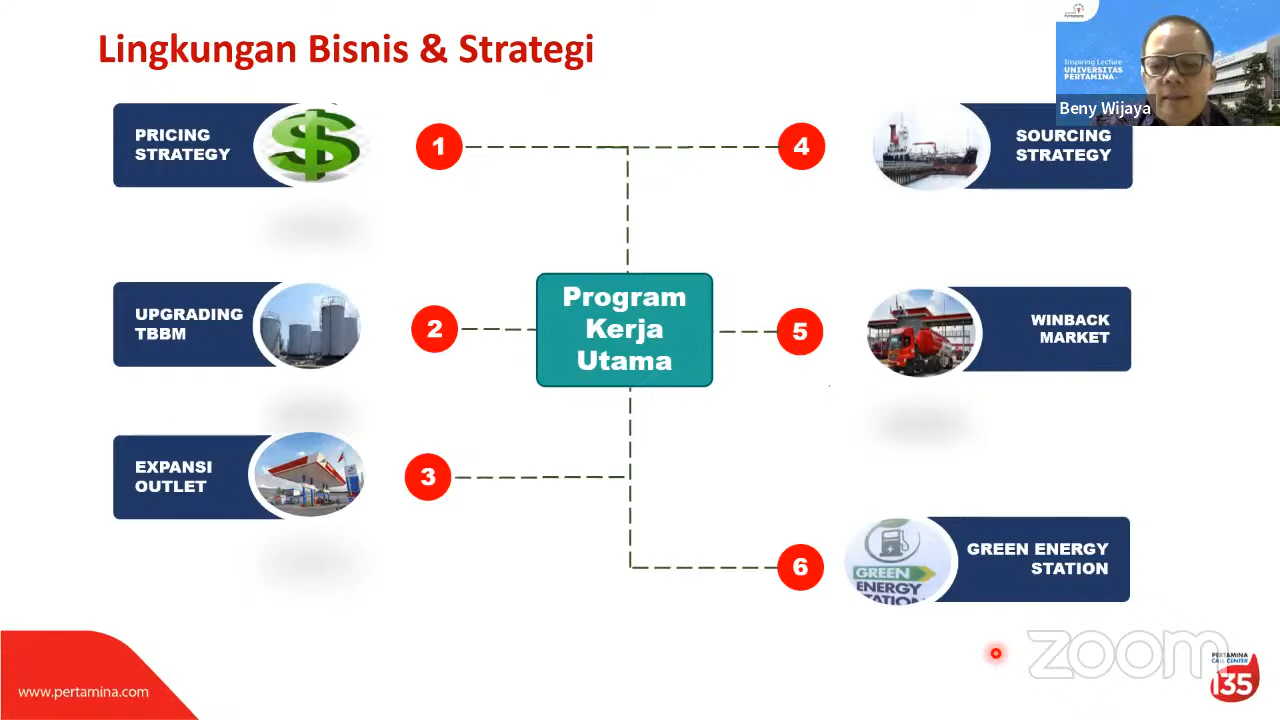 Lingkungan Bisnis & Strategi
Pertamina
Inspiring Lecture
UNIVERSITAS
PERTAMINA
Beny Wijaya
PRICING
STRATEGY
1
4
SOURCING
STRATEGY
UPGRADING
TBBM
2
Program
Kerja
Utama
5
WINBACK
MARKET
EXPANSI
OUTLET
3
6
GREEN
ENERGY
STATION
GREEN ENERGY
STATION
www.pertamina.com
zoom
PERTAMINA
CALL CENTER
135